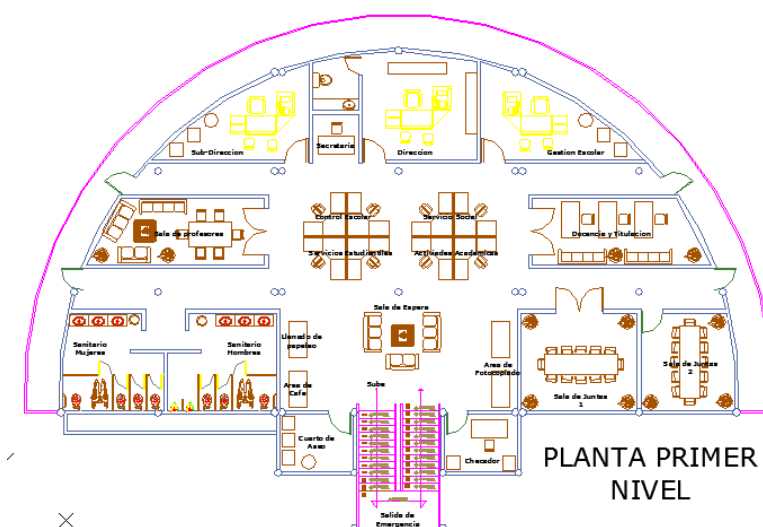 Sub-Direccion
Secretaria
Direccion
Gestion Escolar
Control Escolar
Servicio Social
Sala de profesores
Docencia y Titulacion
Servicios Estudiantiles
Actividades Academicas
Sala de Espera
Sanitario
Mujeres
Sanitario
Hombres
Llenado de
papeleo
Area de
Fotocopiado
Sala de Juntas
2
Area de
Cafe
Sube
Sala de Juntas
1
Cuarto de
Aseo
Checador
PLANTA PRIMER
NIVEL
Salida de
Emergencia